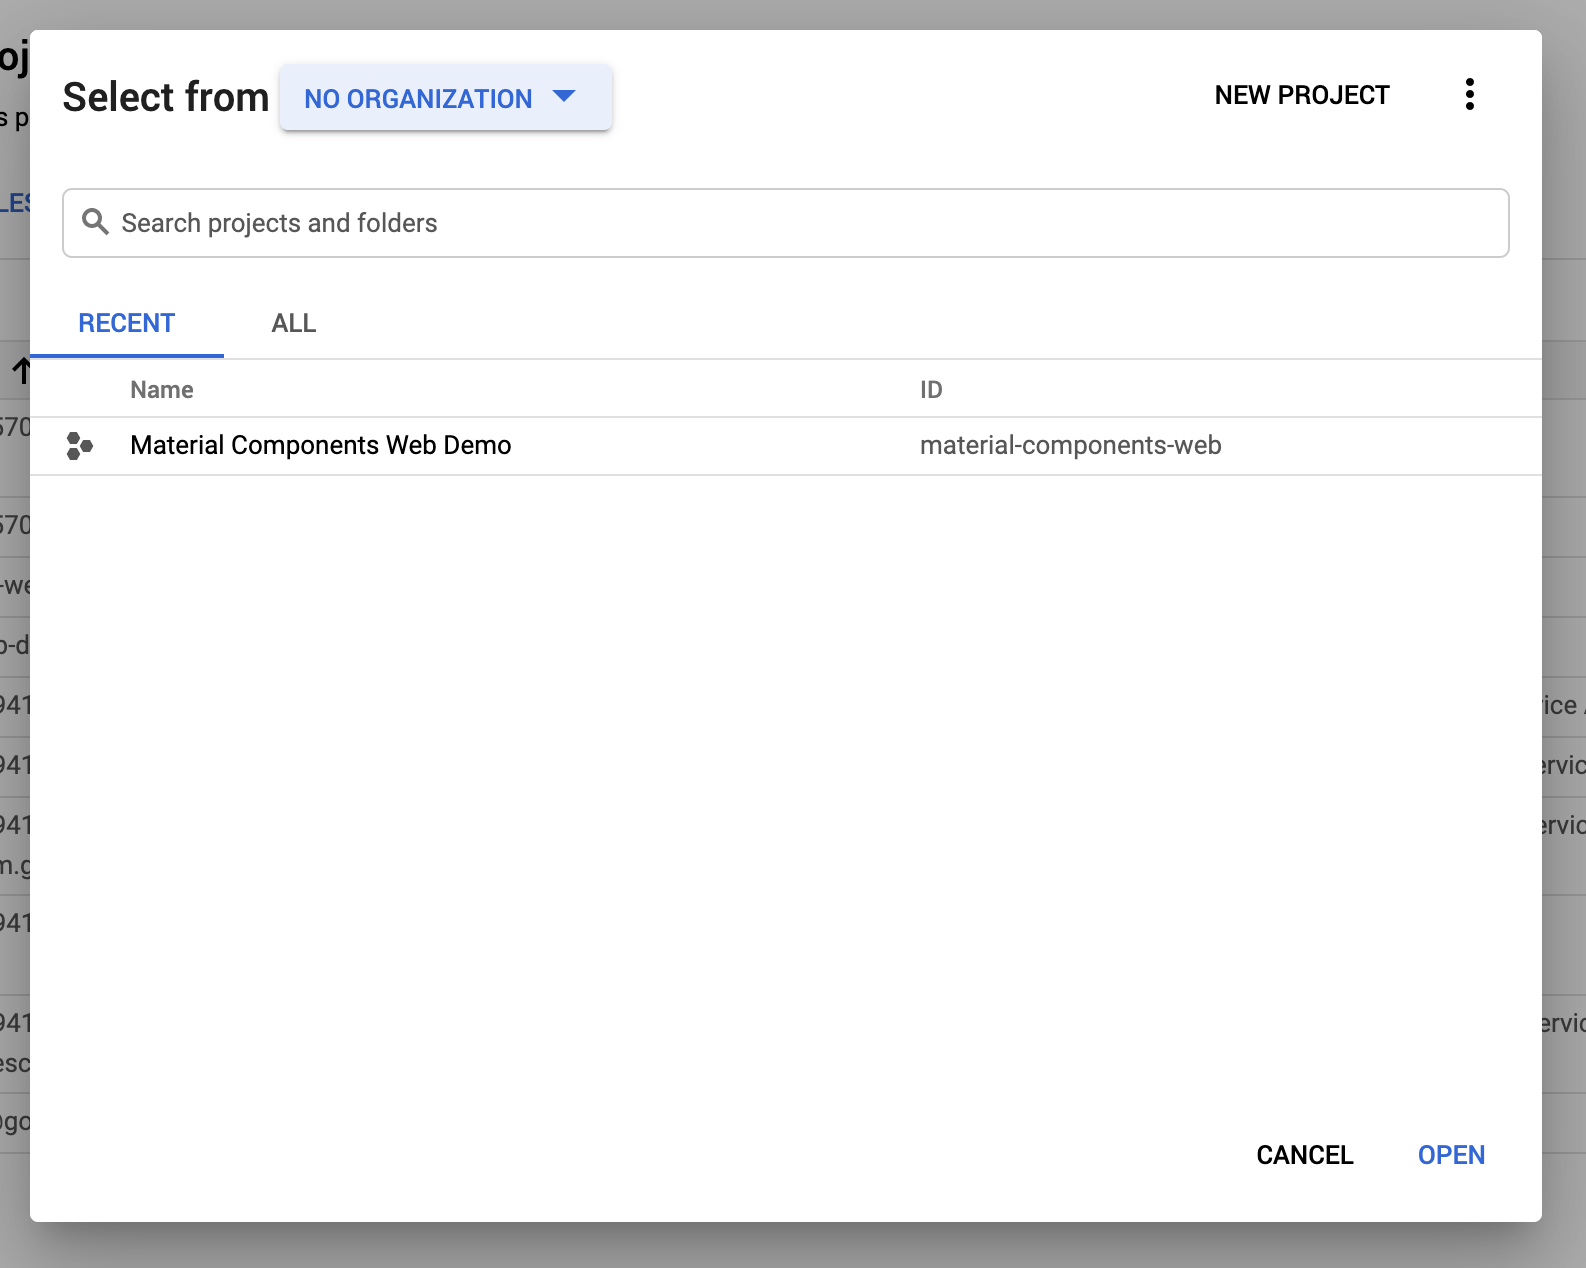 Select from NO ORGANIZATION NEW PROJECT
Search projects and folders
RECENT ALL
Name ID
Material Components Web Demo material-components-web
CANCEL OPEN